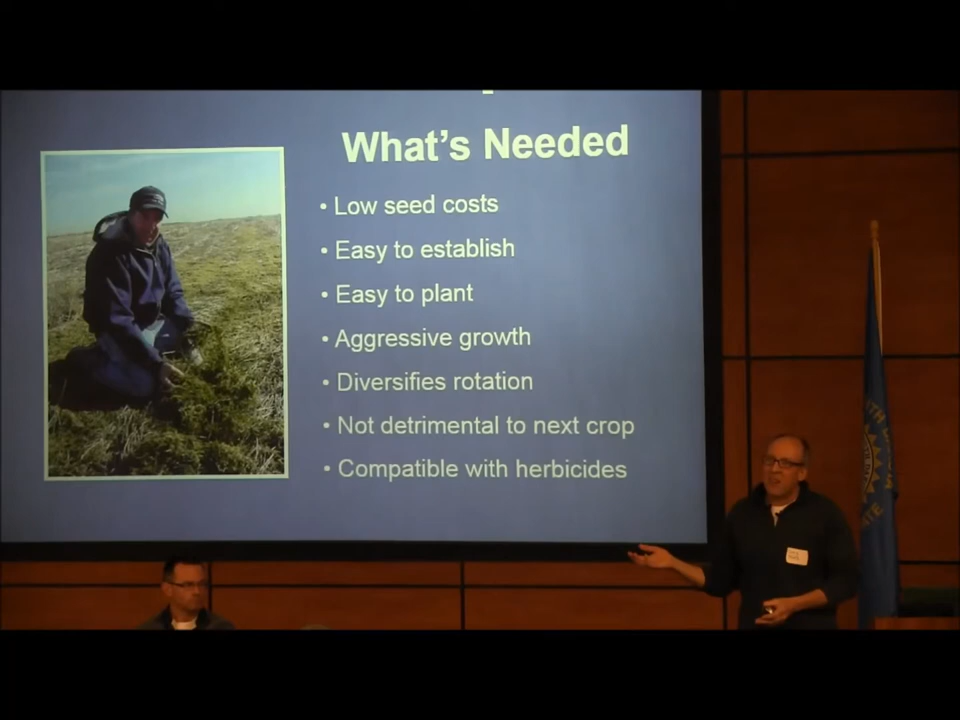 What's Needed
• Low seed costs
• Easy to establish
• Easy to plant
• Aggressive growth
• Diversifies rotation
• Not detrimental to next crop
• Compatible with herbicides